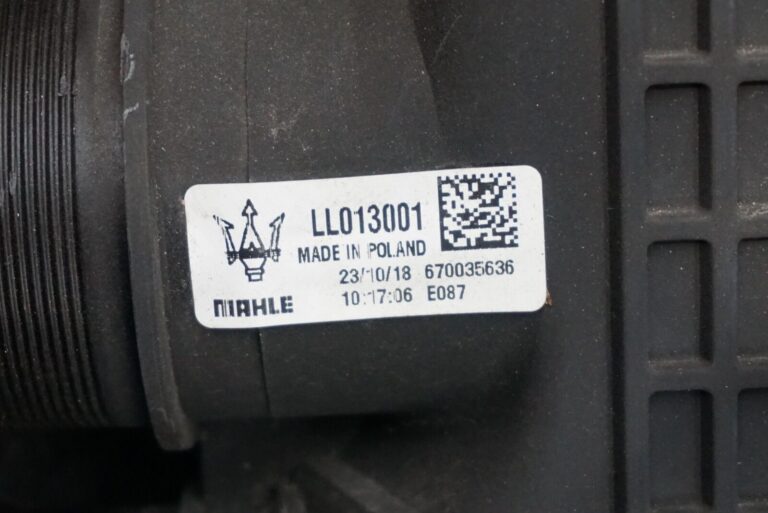 LL013001
MADE IN POLAND
23/10/18 670035636
MAHLE 10:17:06 E087